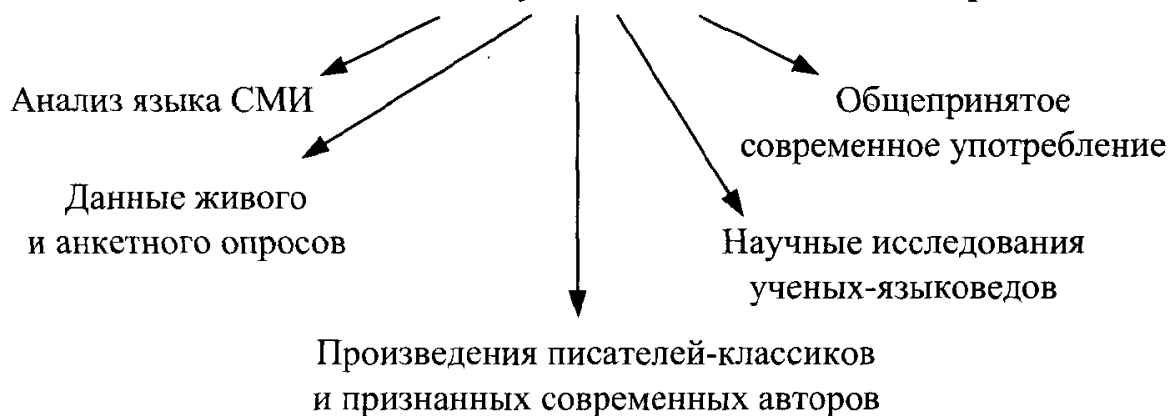 Анализ языка СМИ
Общепринятое
современное употребление
Данные живого
и анкетного опросов
Научные исследования
ученых-языковедов
Произведения писателей-классиков
и признанных современных авторов